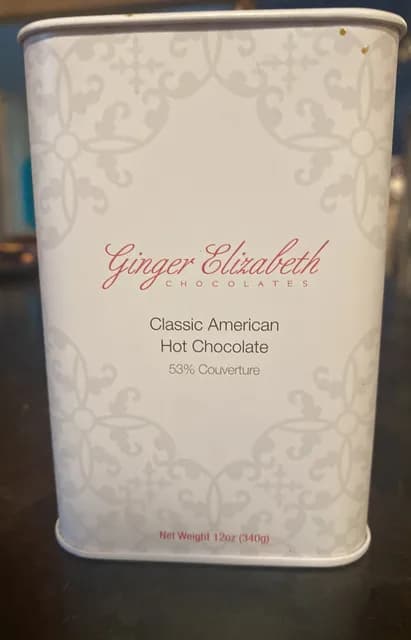 Ginger Elizabeth
CHOCOLATES
Classic American
Hot Chocolate
53% Couverture
Net Weight 12oz (340g)